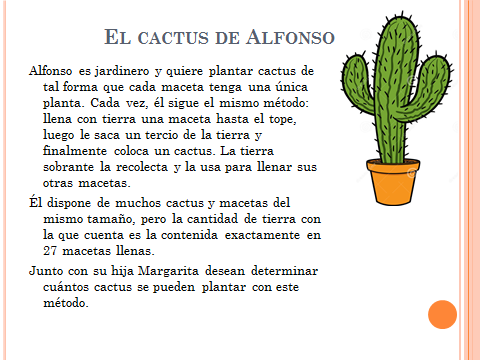 EL CACTUS DE ALFONSO
Alfonso es jardinero y quiere plantar cactus de
tal forma que cada maceta tenga una única
planta. Cada vez, él sigue el mismo método:
llena con tierra una maceta hasta el tope,
luego le saca un tercio de la tierra y
finalmente coloca un cactus. La tierra
sobrante la recolecta y la usa para llenar sus
otras macetas.
Él dispone de muchos cactus y macetas del
mismo tamaño, pero la cantidad de tierra con
la que cuenta es la contenida exactamente en
27 macetas llenas.
Junto con su hija Margarita desean determinar
cuántos cactus se pueden plantar con este
método.